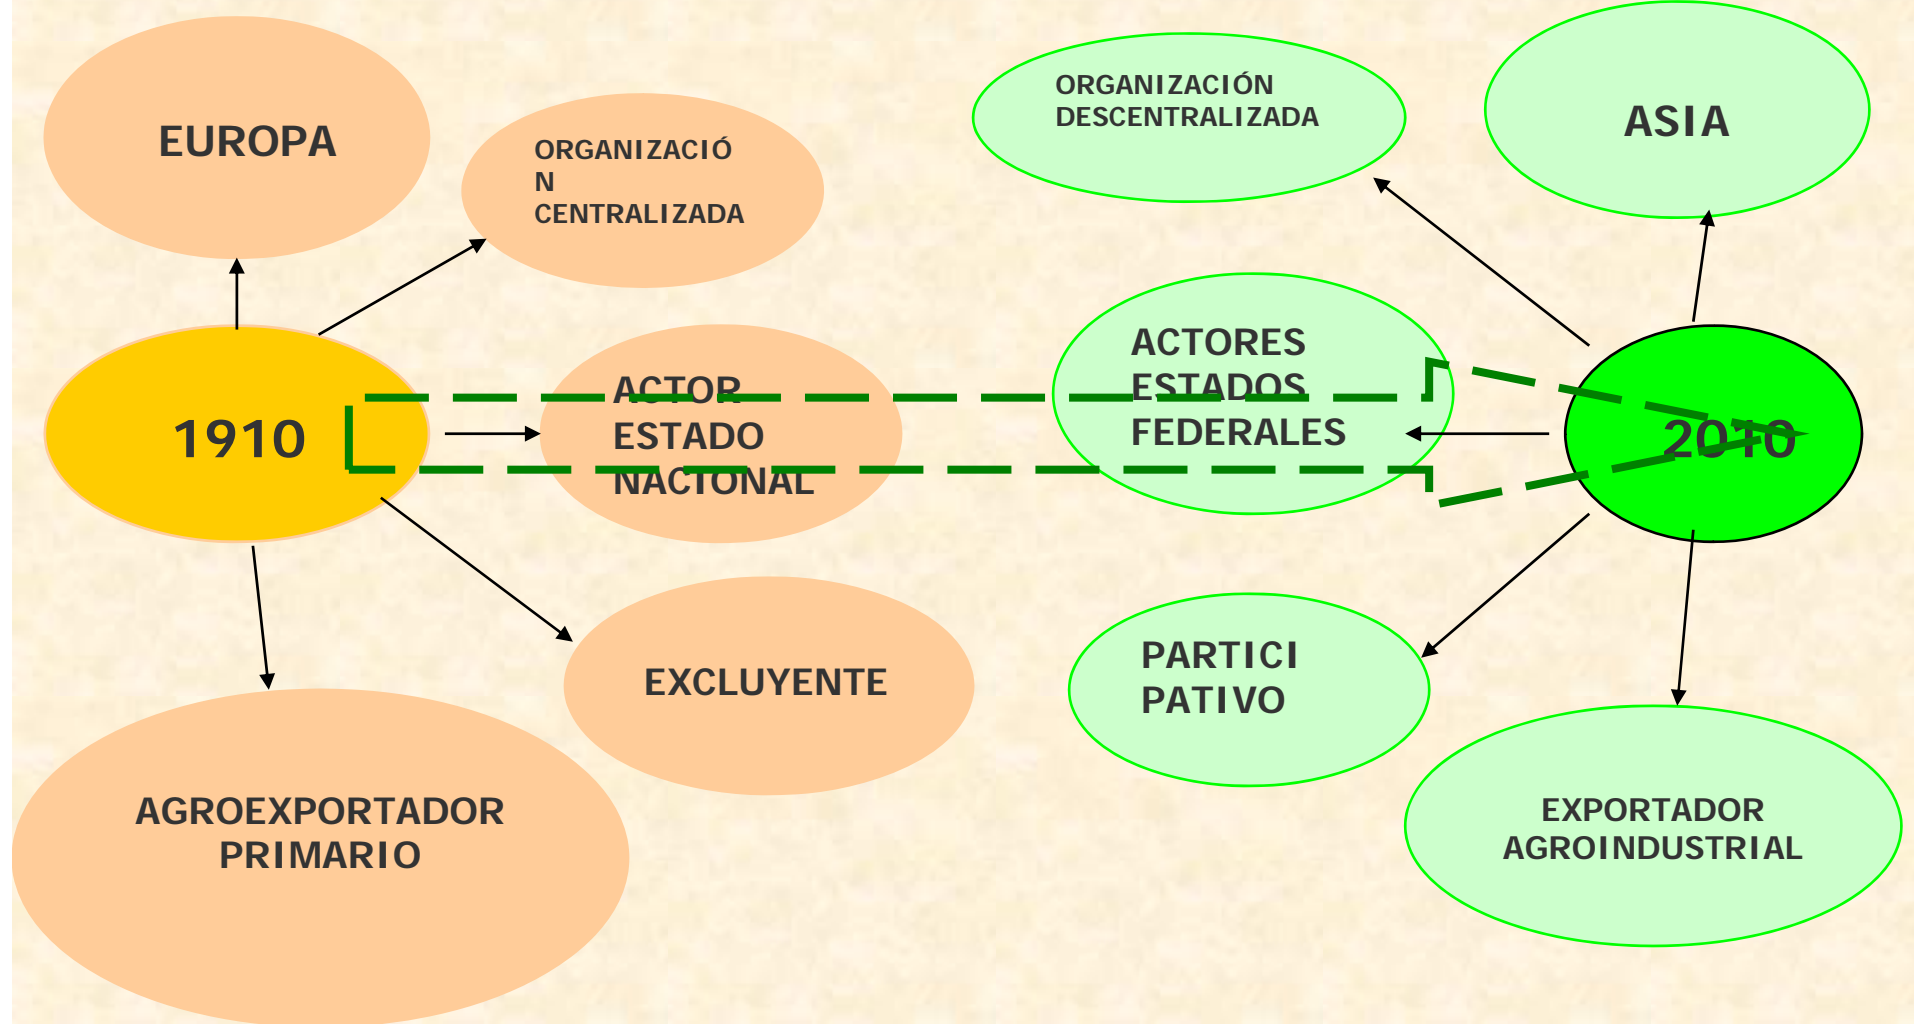 EUROPA
ORGANIZACIÓ
N
CENTRALIZADA
1910
ACTOR
ESTADO
NACIONAL
EXCLUYENTE
AGROEXPORTADOR
PRIMARIO
ORGANIZACIÓN
DESCENTRALIZADA
ASIA
ACTORES
ESTADOS
FEDERALES
2010
PARTICI
PATIVO
EXPORTADOR
AGROINDUSTRIAL